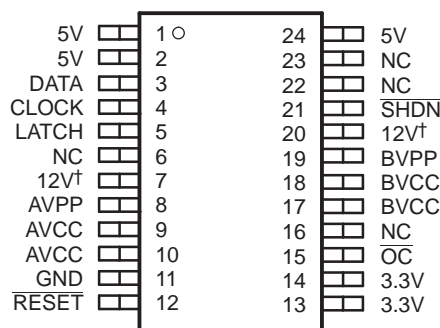 5V 1 24 5V
5V 2 23 NC
DATA 3 22 NC
CLOCK 4 21 SHDN
LATCH 5 20 12V†
NC 6 19 BVPP
12V† 7 18 BVCC
AVPP 8 17 BVCC
AVCC 9 16 NC
AVCC 10 15 OC
GND 11 14 3.3V
RESET 12 13 3.3V